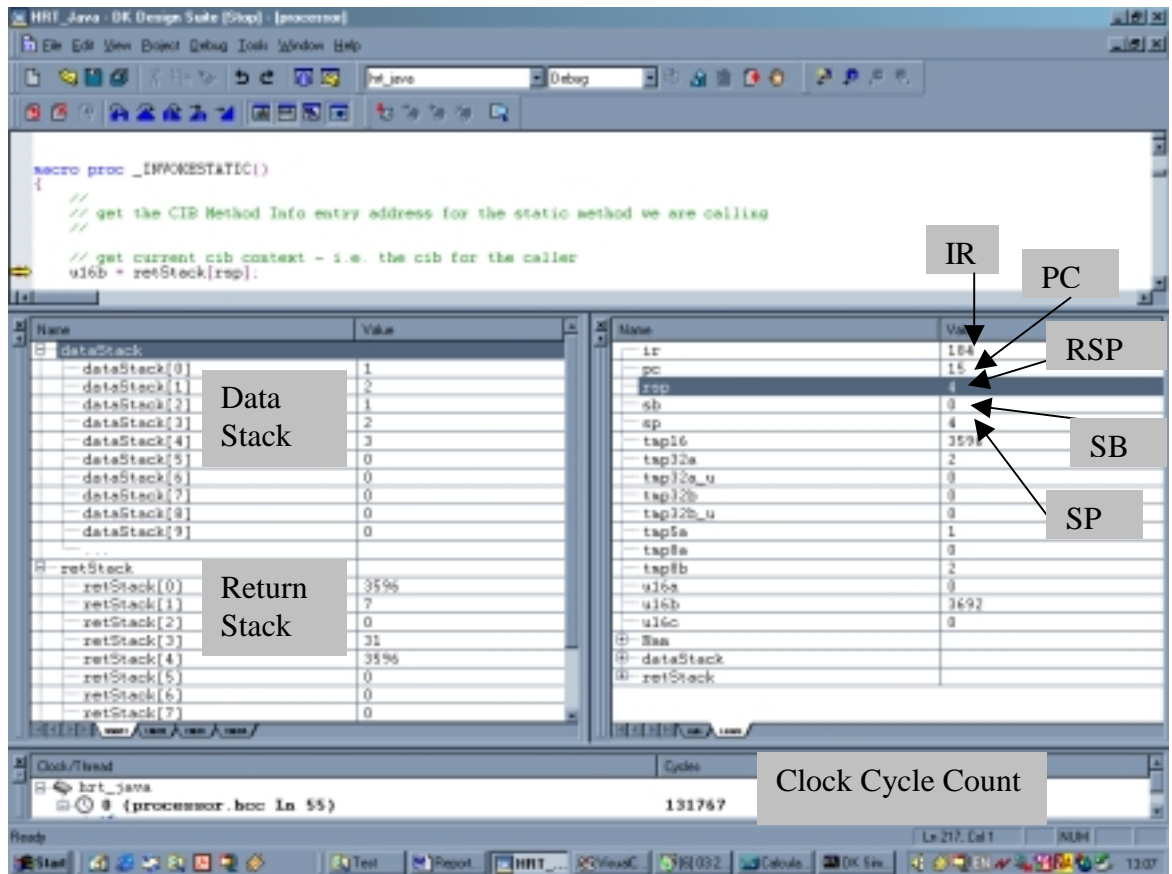 HRT_Java - DK Design Suite [Stop] - [processor]
File Edit View Project Debug Tools Window Help
hrt_java Debug
macro proc _INVOKESTATIC()
{
//
// get the CIB Method Info entry address for the static method we are calling
//
// get current cib context - i.e. the cib for the caller
u16b = retStack[rsp];
IR
PC
RSP
SB
SP
Name Value
dataStack
dataStack[0] 1
dataStack[1] 2
dataStack[2] 1
dataStack[3] 2
dataStack[4] 3
dataStack[5] 0
dataStack[6] 0
dataStack[7] 0
dataStack[8] 0
dataStack[9] 0
...
retStack
retStack[0] 3596
retStack[1] 7
retStack[2] 0
retStack[3] 31
retStack[4] 3596
retStack[5] 0
retStack[6] 0
retStack[7] 0
Data
Stack
Return
Stack
Name
ir 184
pc 15
rsp 4
sb 0
sp 4
tmp16
tmp32a 2
tmp32a_u 0
tmp32b 0
tmp32b_u 0
tmp5a 1
tmp8a 0
tmp8b 2
u16a 0
u16b 3692
u16c 0
dataStack
retStack
Clock/Thread Cycles
hrt_java
0 (processor.hcc ln 55) 131767
Clock Cycle Count
Ready Ln 217, Col 1 NUM
Start Test Report HRT_... VisualC DK Sim... EN 13:07